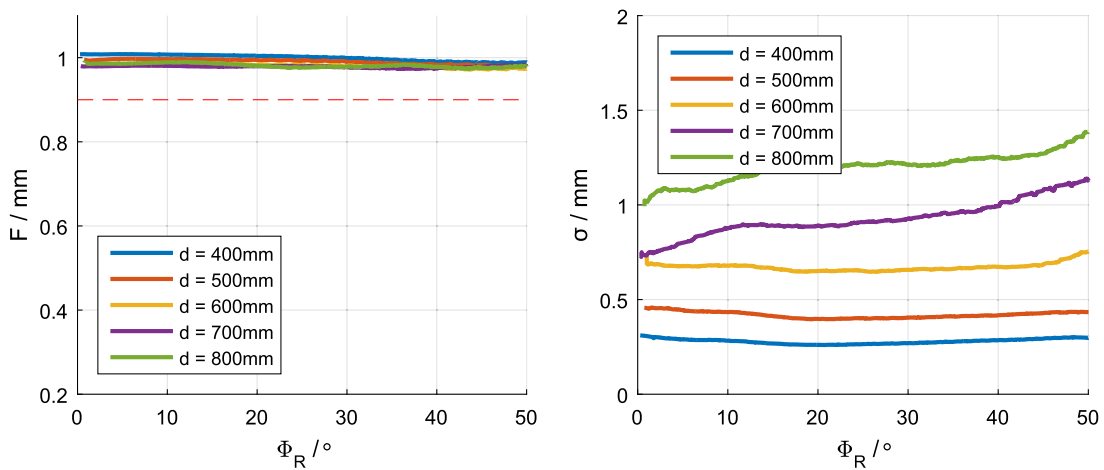 1
0.8
0.6
0.4
0.2
F / mm
d = 400mm
d = 500mm
d = 600mm
d = 700mm
d = 800mm
0 10 20 30 40 50
Φ_R / °
2
1.5
1
0.5
0
σ / mm
d = 400mm
d = 500mm
d = 600mm
d = 700mm
d = 800mm
0 10 20 30 40 50
Φ_R / °